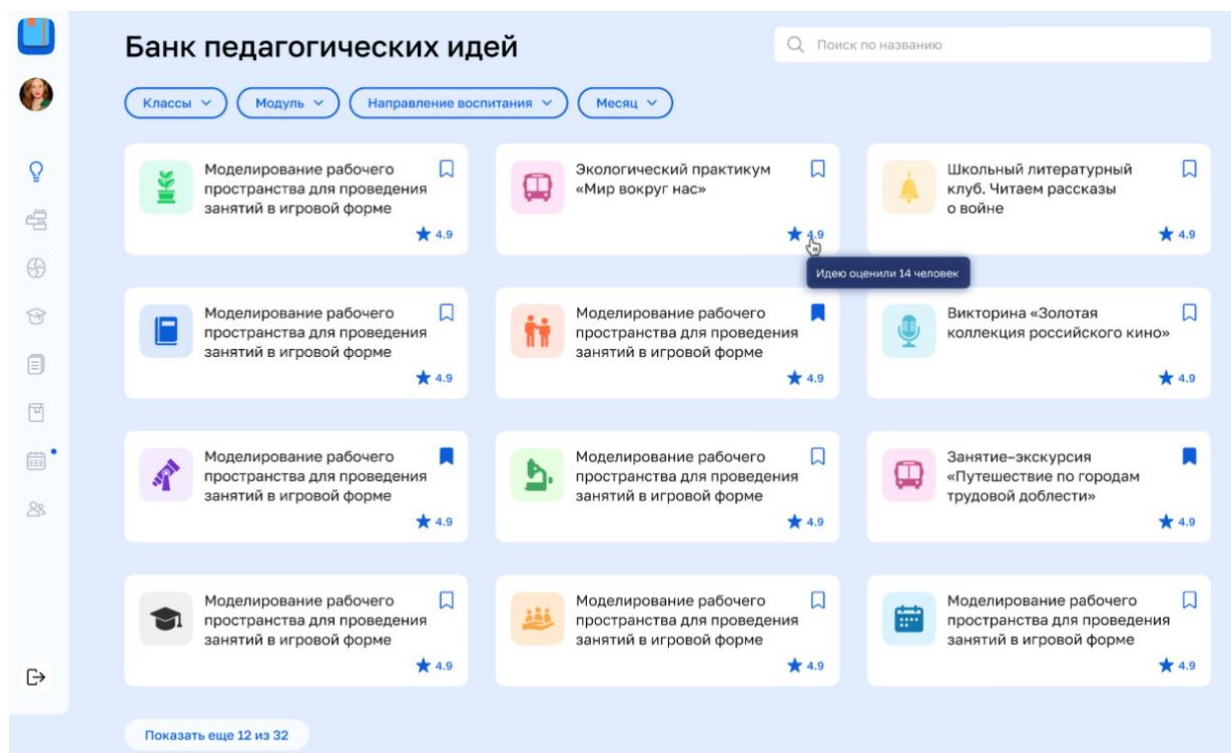 Банк педагогических идей
Поиск по названию
Классы
Модуль
Направление воспитания
Месяц
Моделирование рабочего
пространства для проведения
занятий в игровой форме
4.9
Экологический практикум
«Мир вокруг нас»
4.9
Идею оценили 14 человек
Школьный литературный
клуб. Читаем рассказы
о войне
4.9
Моделирование рабочего
пространства для проведения
занятий в игровой форме
4.9
Моделирование рабочего
пространства для проведения
занятий в игровой форме
4.9
Викторина «Золотая
коллекция российского кино»
4.9
Моделирование рабочего
пространства для проведения
занятий в игровой форме
4.9
Моделирование рабочего
пространства для проведения
занятий в игровой форме
4.9
Занятие-экскурсия
«Путешествие по городам
трудовой доблести»
4.9
Моделирование рабочего
пространства для проведения
занятий в игровой форме
4.9
Моделирование рабочего
пространства для проведения
занятий в игровой форме
4.9
Моделирование рабочего
пространства для проведения
занятий в игровой форме
4.9
Показать еще 12 из 32